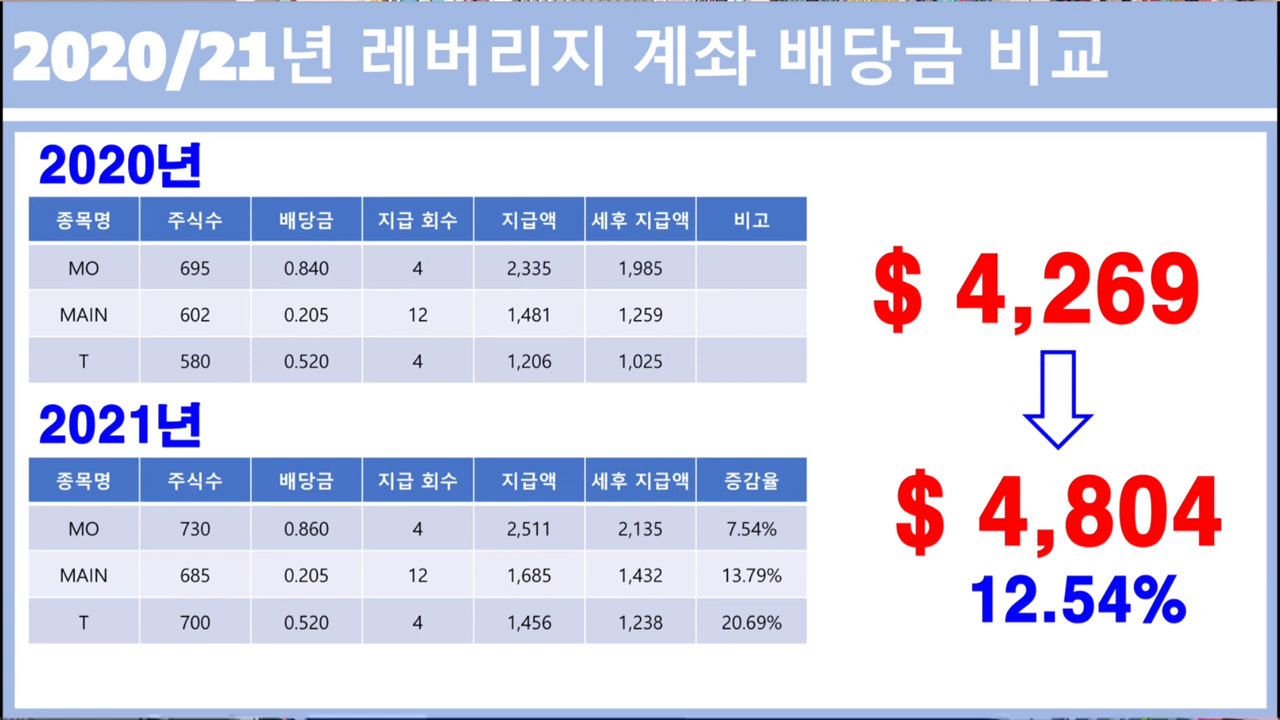 2020/21년 레버리지 계좌 배당금 비교
2020년
종목명 주식수 배당금 지급 회수 지급액 세후 지급액 비고
MO 695 0.840 4 2,335 1,985
MAIN 602 0.205 12 1,481 1,259
T 580 0.520 4 1,206 1,025
$ 4,269
2021년
종목명 주식수 배당금 지급 회수 지급액 세후 지급액 증감율
MO 730 0.860 4 2,511 2,135 7.54%
MAIN 685 0.205 12 1,685 1,432 13.79%
T 700 0.520 4 1,456 1,238 20.69%
$ 4,804
12.54%